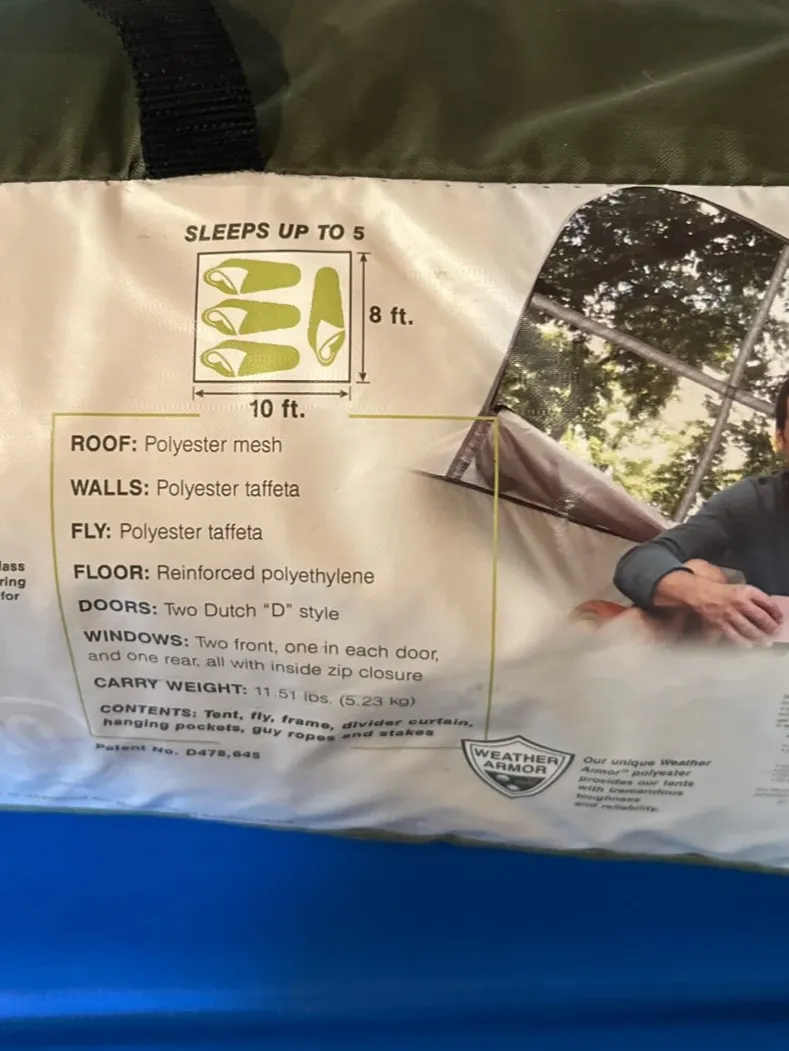 SLEEPS UP TO 5
8 ft.
10 ft.
ROOF: Polyester mesh
WALLS: Polyester taffeta
FLY: Polyester taffeta
FLOOR: Reinforced polyethylene
DOORS: Two Dutch “D” style
WINDOWS: Two front, one in each door,
and one rear, all with inside zip closure
CARRY WEIGHT: 11.51 lbs. (5.23 kg)
CONTENTS: Tent, fly, frame, divider curtain,
hanging pockets, guy ropes and stakes
Patent No. D478,645
for
WEATHER
ARMOR
Our unique Weather
Armor™ polyester
provides our tents
with tremendous
toughness
and reliability.